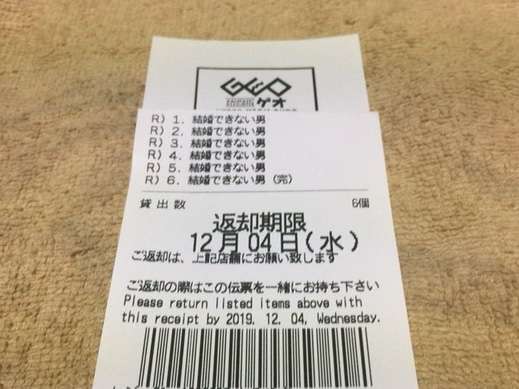 GEO
ゲオ
R) 1. 結婚できない男
R) 2. 結婚できない男
R) 3. 結婚できない男
R) 4. 結婚できない男
R) 5. 結婚できない男
R) 6. 結婚できない男 (完)
貸出数 6個
返却期限
12月04日(水)
ご返却は、上記店舗にお願い致します
ご返却の際はこの伝票を一緒にお持ち下さい
Please return listed items above with
this receipt by 2019. 12. 04, Wednesday.